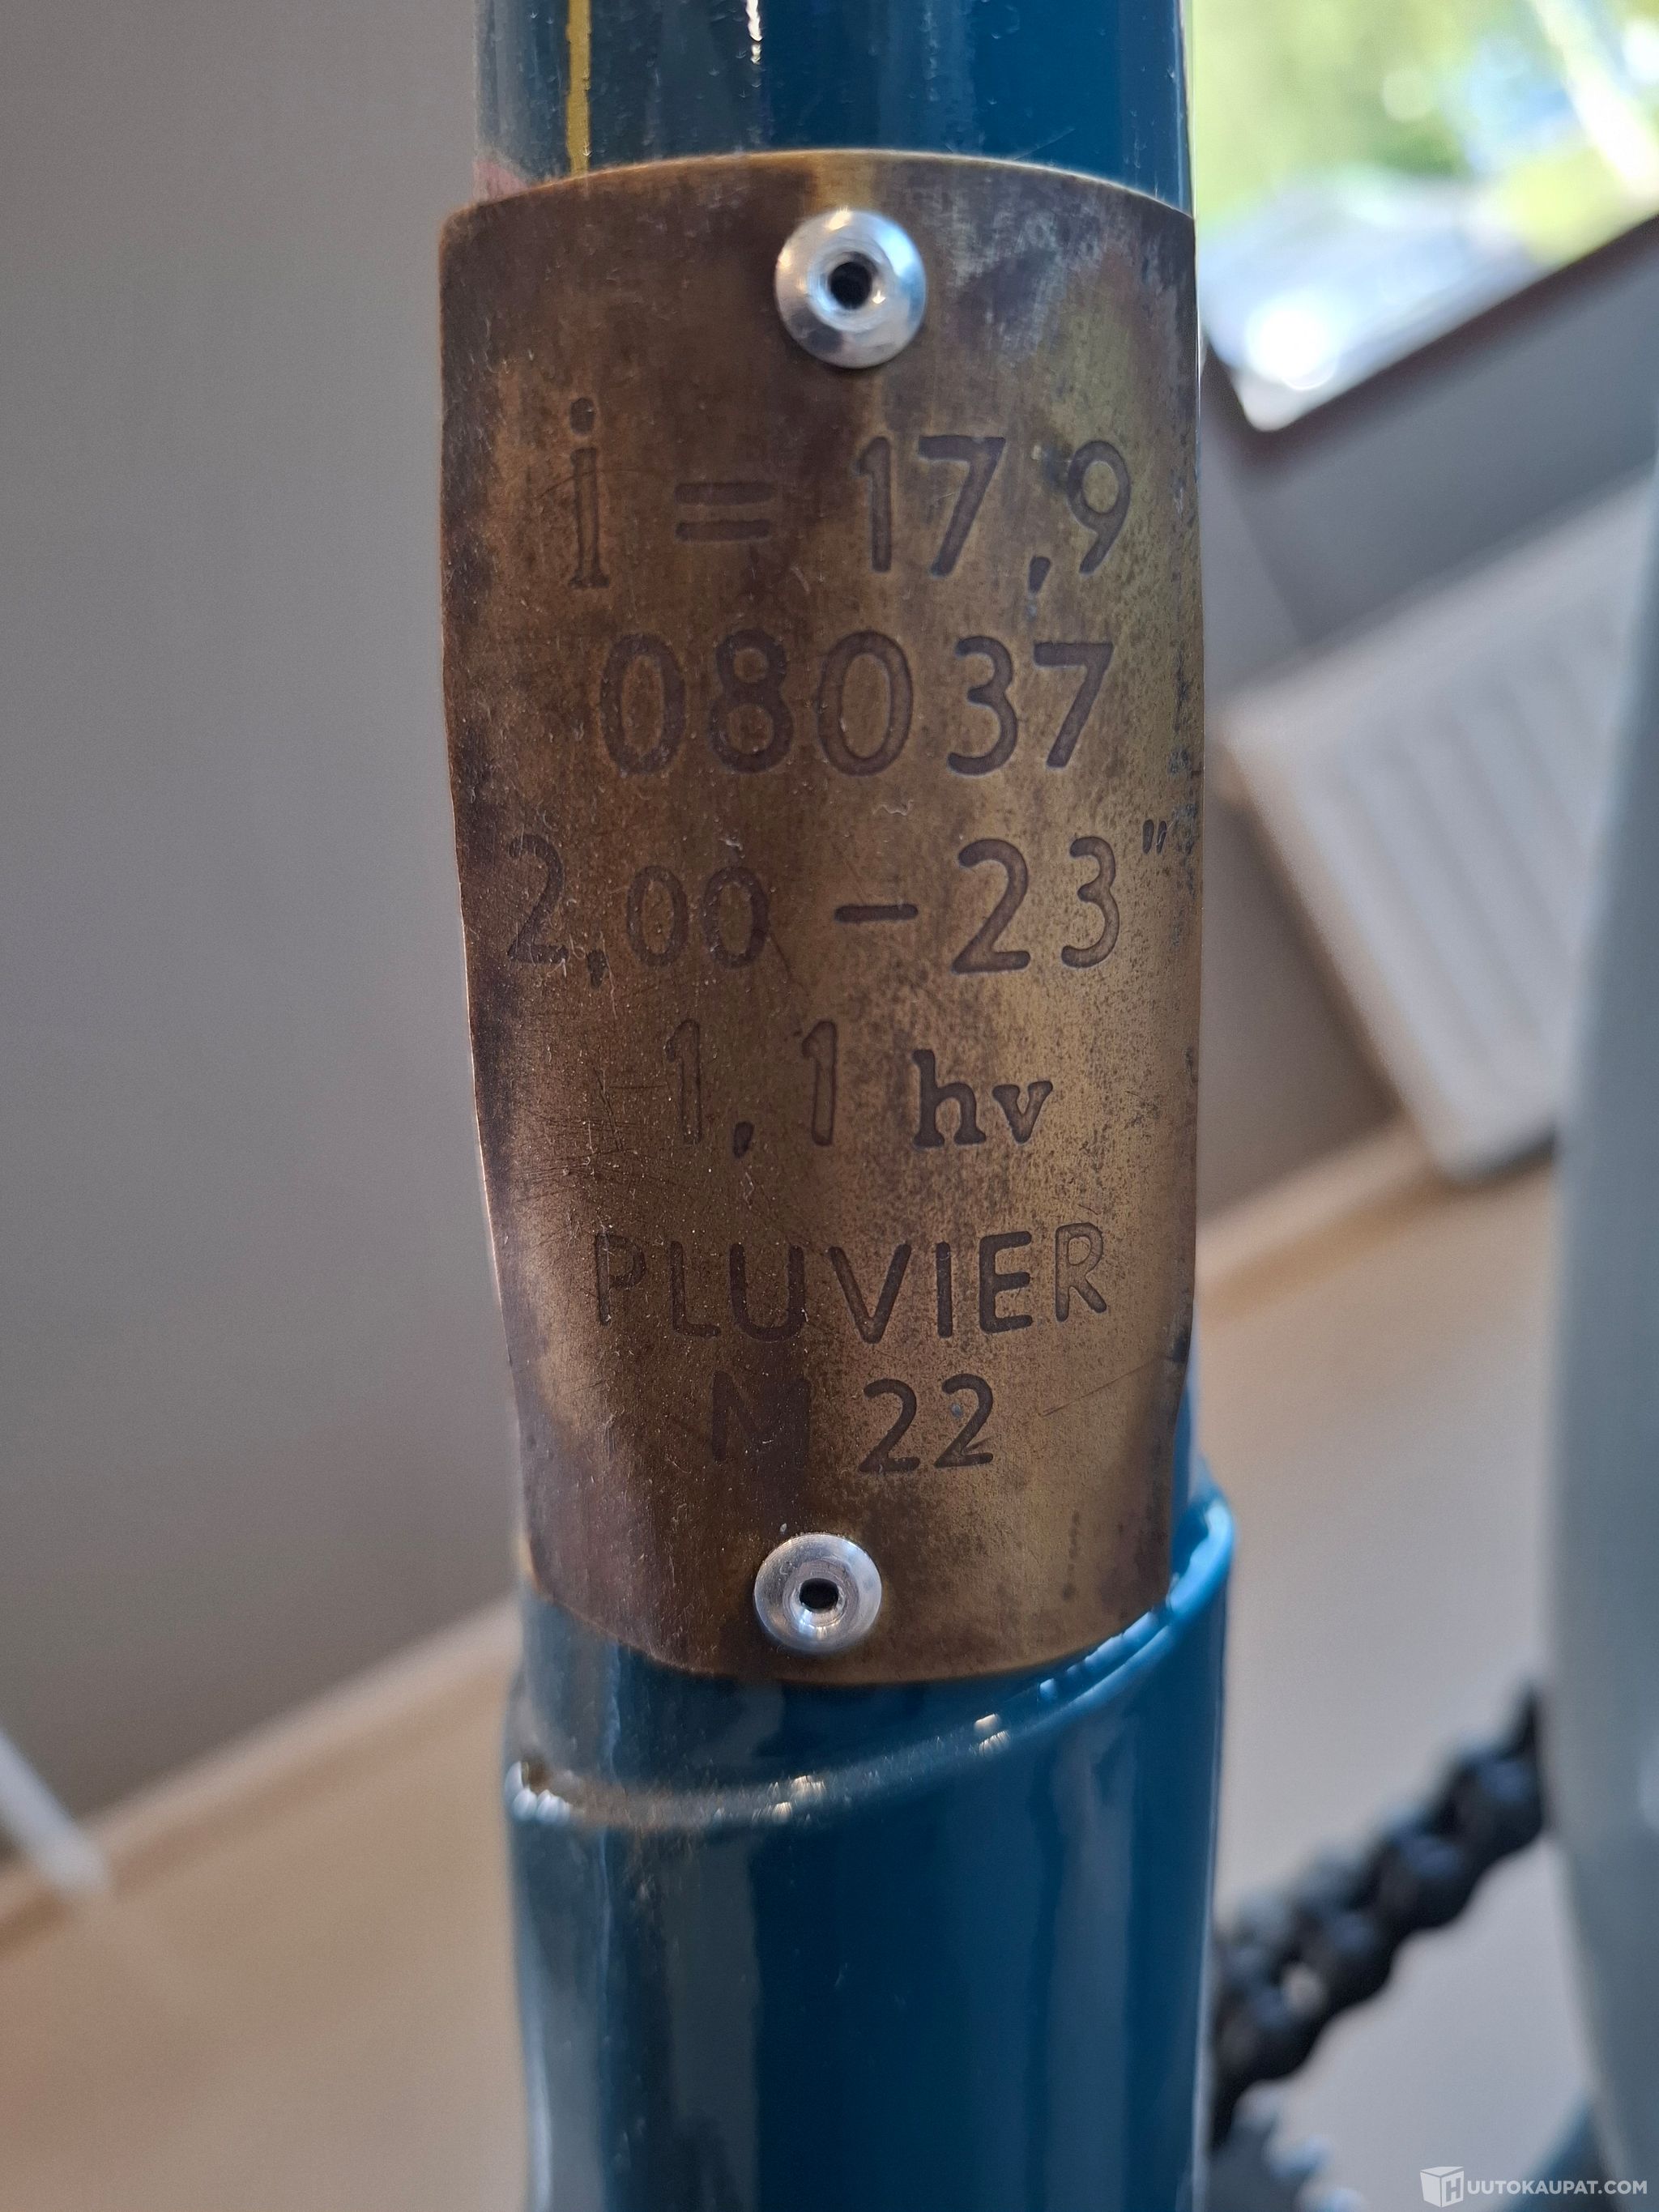 i = 17,9
08037
2,00 - 23"
1,1 hv
PLUVIER
M 22
HUUTOKAUPAT.COM